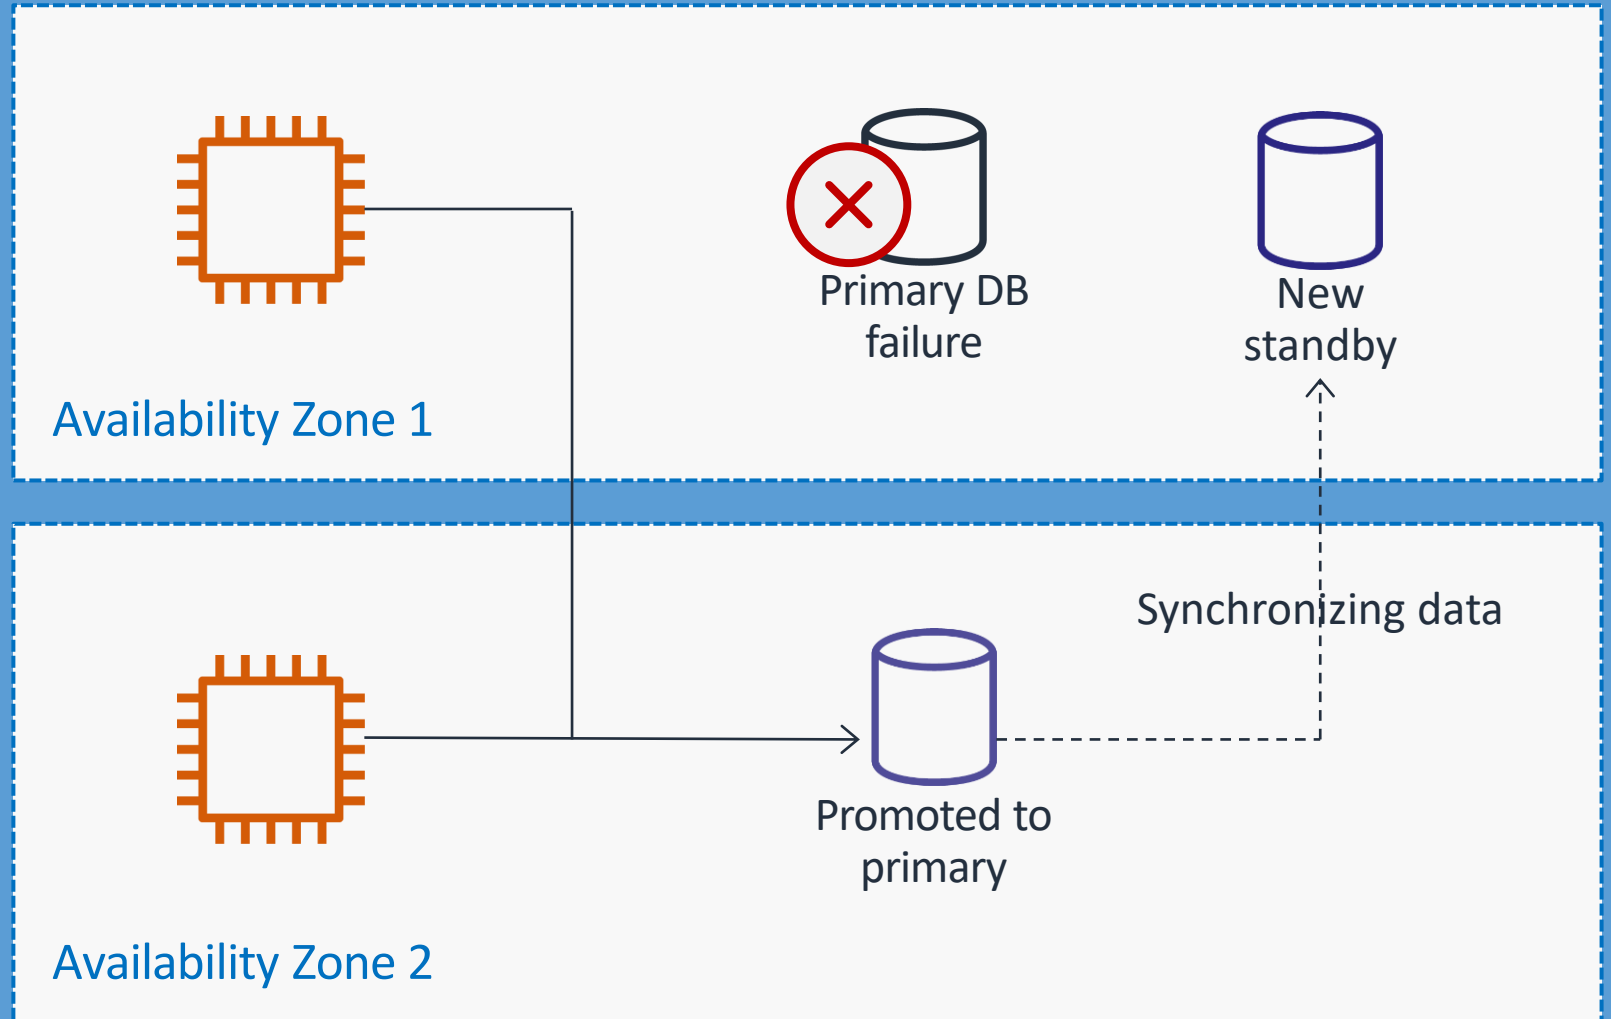 Primary DB
failure
New
standby
Availability Zone 1
Synchronizing data
Promoted to
primary
Availability Zone 2